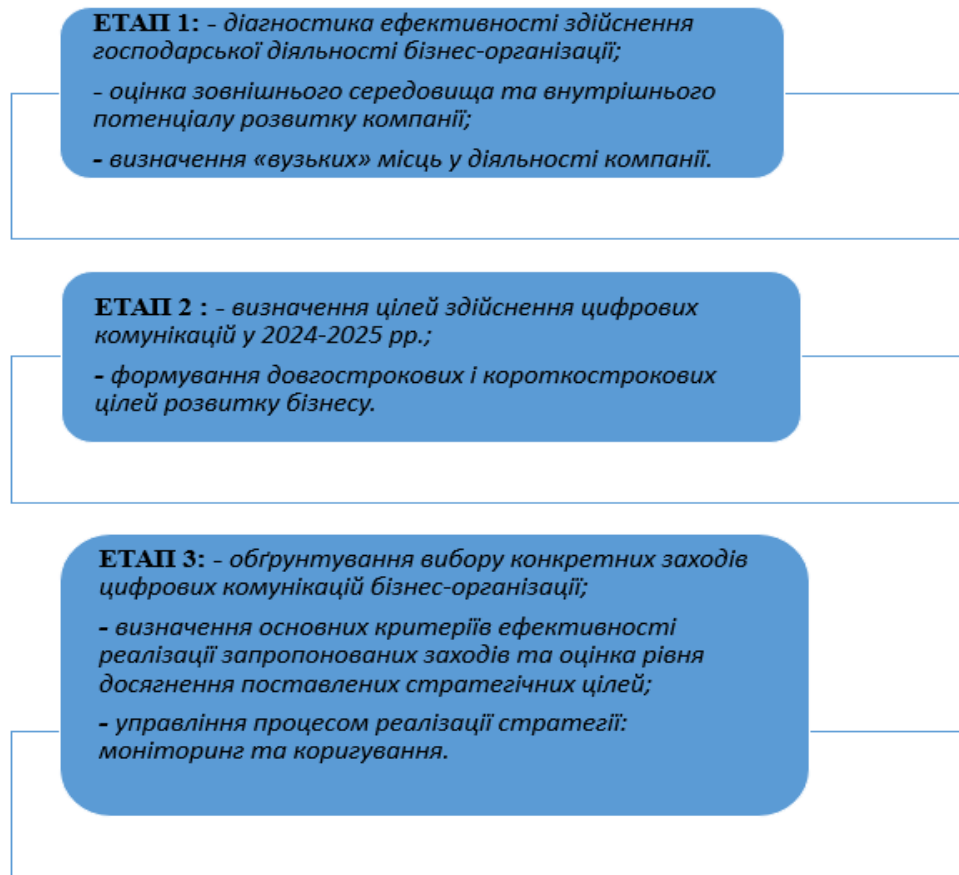 ЕТАП 1: - діагностика ефективності здійснення
господарської діяльності бізнес-організації;
- оцінка зовнішнього середовища та внутрішнього
потенціалу розвитку компанії;
- визначення «вузьких» місць у діяльності компанії.
ЕТАП 2 : - визначення цілей здійснення цифрових
комунікацій у 2024-2025 рр.;
- формування довгострокових і короткострокових
цілей розвитку бізнесу.
ЕТАП 3: - обґрунтування вибору конкретних заходів
цифрових комунікацій бізнес-організації;
- визначення основних критеріїв ефективності
реалізації запропонованих заходів та оцінка рівня
досягнення поставлених стратегічних цілей;
- управління процесом реалізації стратегії:
моніторинг та коригування.